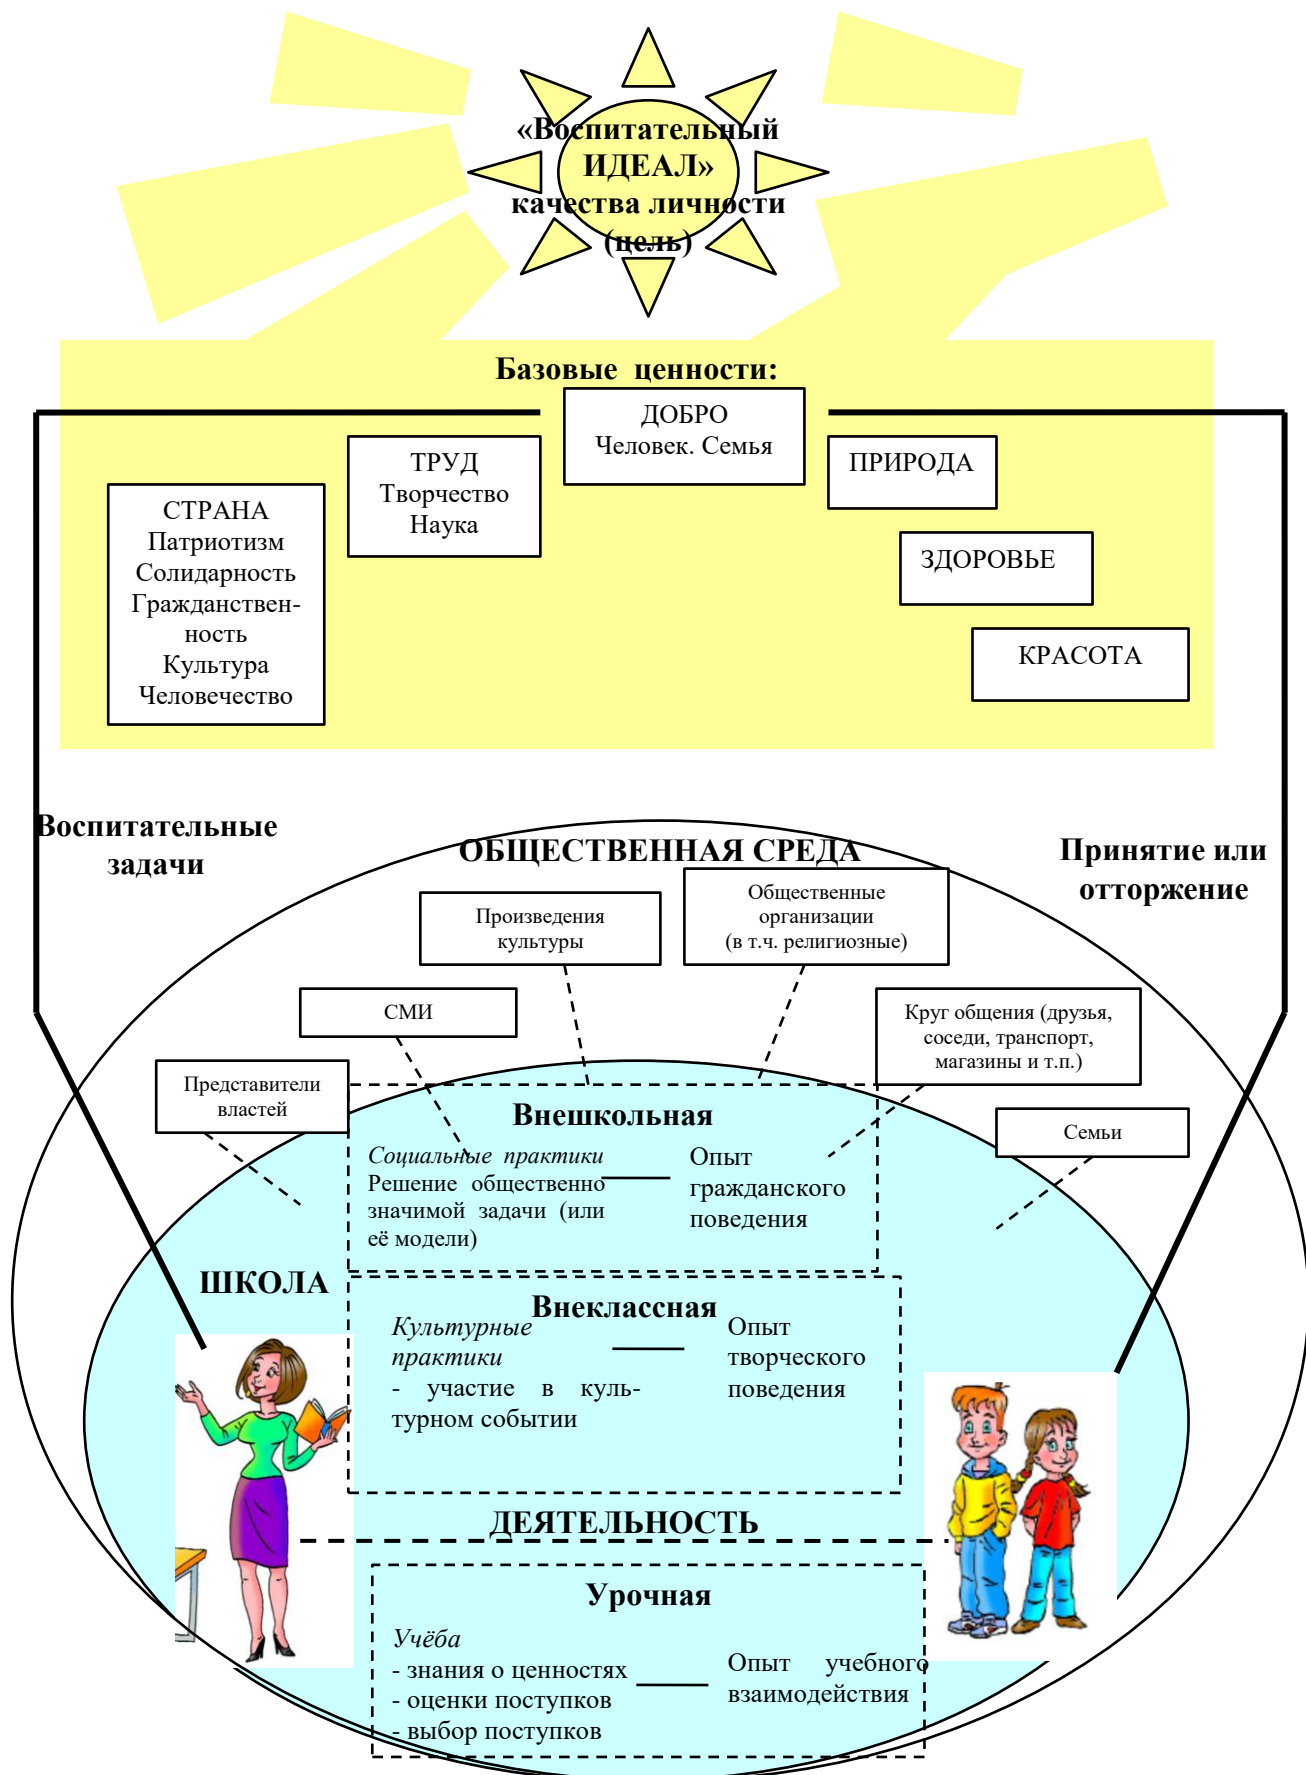 «Воспитательный
ИДЕАЛ»
качества личности
(цель)
Базовые ценности:
ДОБРО
Человек. Семья
ТРУД
Творчество
Наука
ПРИРОДА
СТРАНА
Патриотизм
Солидарность
Гражданствен-
ность
Культура
Человечество
ЗДОРОВЬЕ
КРАСОТА
Воспитательные
задачи
ОБЩЕСТВЕННАЯ СРЕДА
Принятие или
отторжение
Произведения
культуры
Общественные
организации
(в т.ч. религиозные)
СМИ
Круг общения (друзья,
соседи, транспорт,
магазины и т.п.)
Представители
властей
Семьи
Внешкольная
Социальные практики
Решение общественно
значимой задачи (или
её модели)
Опыт
гражданского
поведения
ШКОЛА
Внеклассная
Культурные
практики
- участие в куль-
турном событии
Опыт
творческого
поведения
ДЕЯТЕЛЬНОСТЬ
Урочная
Учёба
- знания о ценностях
- оценки поступков
- выбор поступков
Опыт учебного
взаимодействия